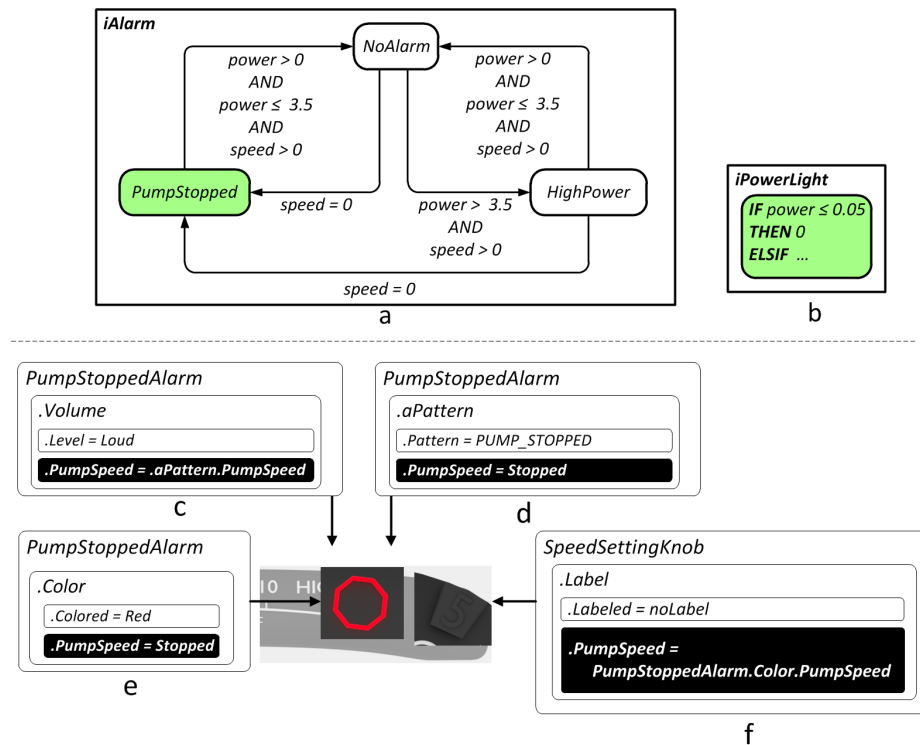 iAlarm
NoAlarm
power > 0
AND
power ≤ 3.5
AND
speed > 0
power > 0
AND
power ≤ 3.5
AND
speed > 0
PumpStopped
HighPower
speed = 0
power > 3.5
AND
speed > 0
speed = 0
a
iPowerLight
IF power ≤ 0.05
THEN 0
ELSIF ...
b
PumpStoppedAlarm
.Volume
.Level = Loud
.PumpSpeed = .aPattern.PumpSpeed
c
PumpStoppedAlarm
.aPattern
.Pattern = PUMP_STOPPED
.PumpSpeed = Stopped
d
PumpStoppedAlarm
.Color
.Colored = Red
.PumpSpeed = Stopped
e
10 HI
5
SpeedSettingKnob
.Label
.Labeled = noLabel
.PumpSpeed =
PumpStoppedAlarm.Color.PumpSpeed
f